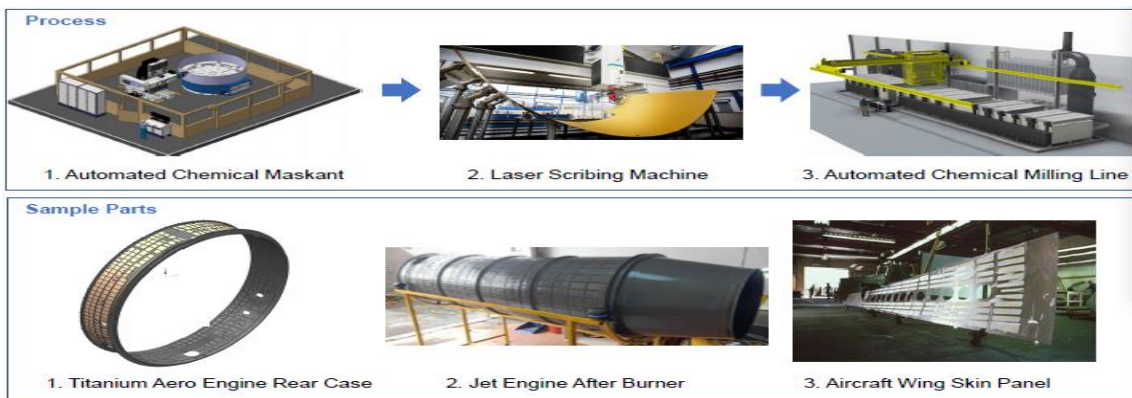 Process
1. Automated Chemical Maskant
2. Laser Scribing Machine
3. Automated Chemical Milling Line
Sample Parts
1. Titanium Aero Engine Rear Case
2. Jet Engine After Burner
3. Aircraft Wing Skin Panel